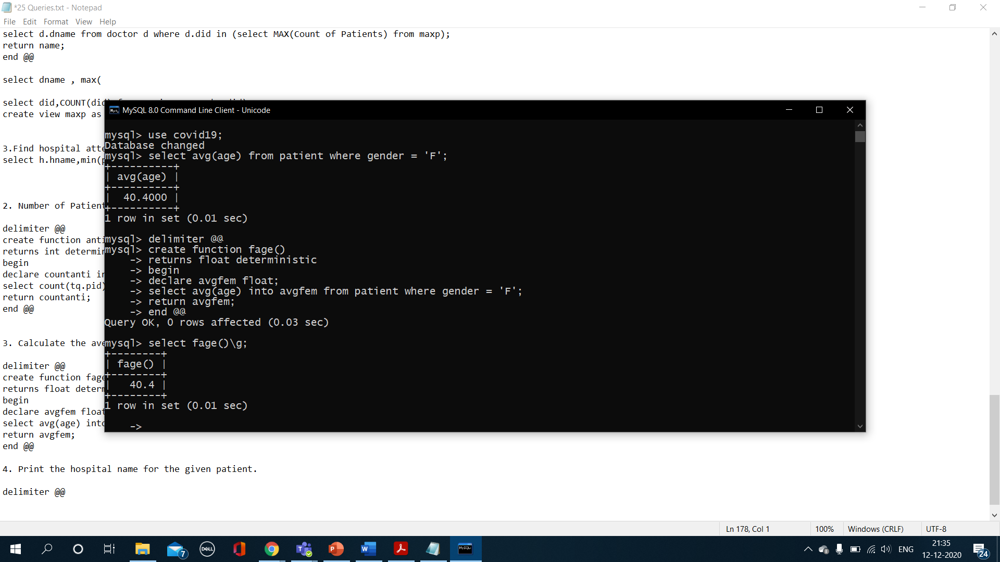 *25 Queries.txt - Notepad
File Edit Format View Help
select d.dname from doctor d where d.did in (select MAX(Count of Patients) from maxp);
return name;
end @@
select dname , max(
select did,COUNT(did)
create view maxp as
3.Find hospital atte
select h.hname,min(p
2. Number of Patient
delimiter @@
create function anti
returns int determin
begin
declare countanti in
select count(tq.pid)
return countanti;
end @@
3. Calculate the ave
delimiter @@
create function fage
returns float determ
begin
declare avgfem float
select avg(age) into
return avgfem;
end @@
4. Print the hospital name for the given patient.
delimiter @@
MySQL 8.0 Command Line Client - Unicode
mysql> use covid19;
Database changed
mysql> select avg(age) from patient where gender = 'F';
+----------+
| avg(age) |
+----------+
|  40.4000 |
+----------+
1 row in set (0.01 sec)
mysql> delimiter @@
mysql> create function fage()
    -> returns float deterministic
    -> begin
    -> declare avgfem float;
    -> select avg(age) into avgfem from patient where gender = 'F';
    -> return avgfem;
    -> end @@
Query OK, 0 rows affected (0.03 sec)
mysql> select fage()\g;
+--------+
| fage() |
+--------+
|   40.4 |
+--------+
1 row in set (0.01 sec)
    ->
Ln 178, Col 1
100%
Windows (CRLF)
UTF-8
7
DELL
MySQL
ENG
21:35
12-12-2020
24